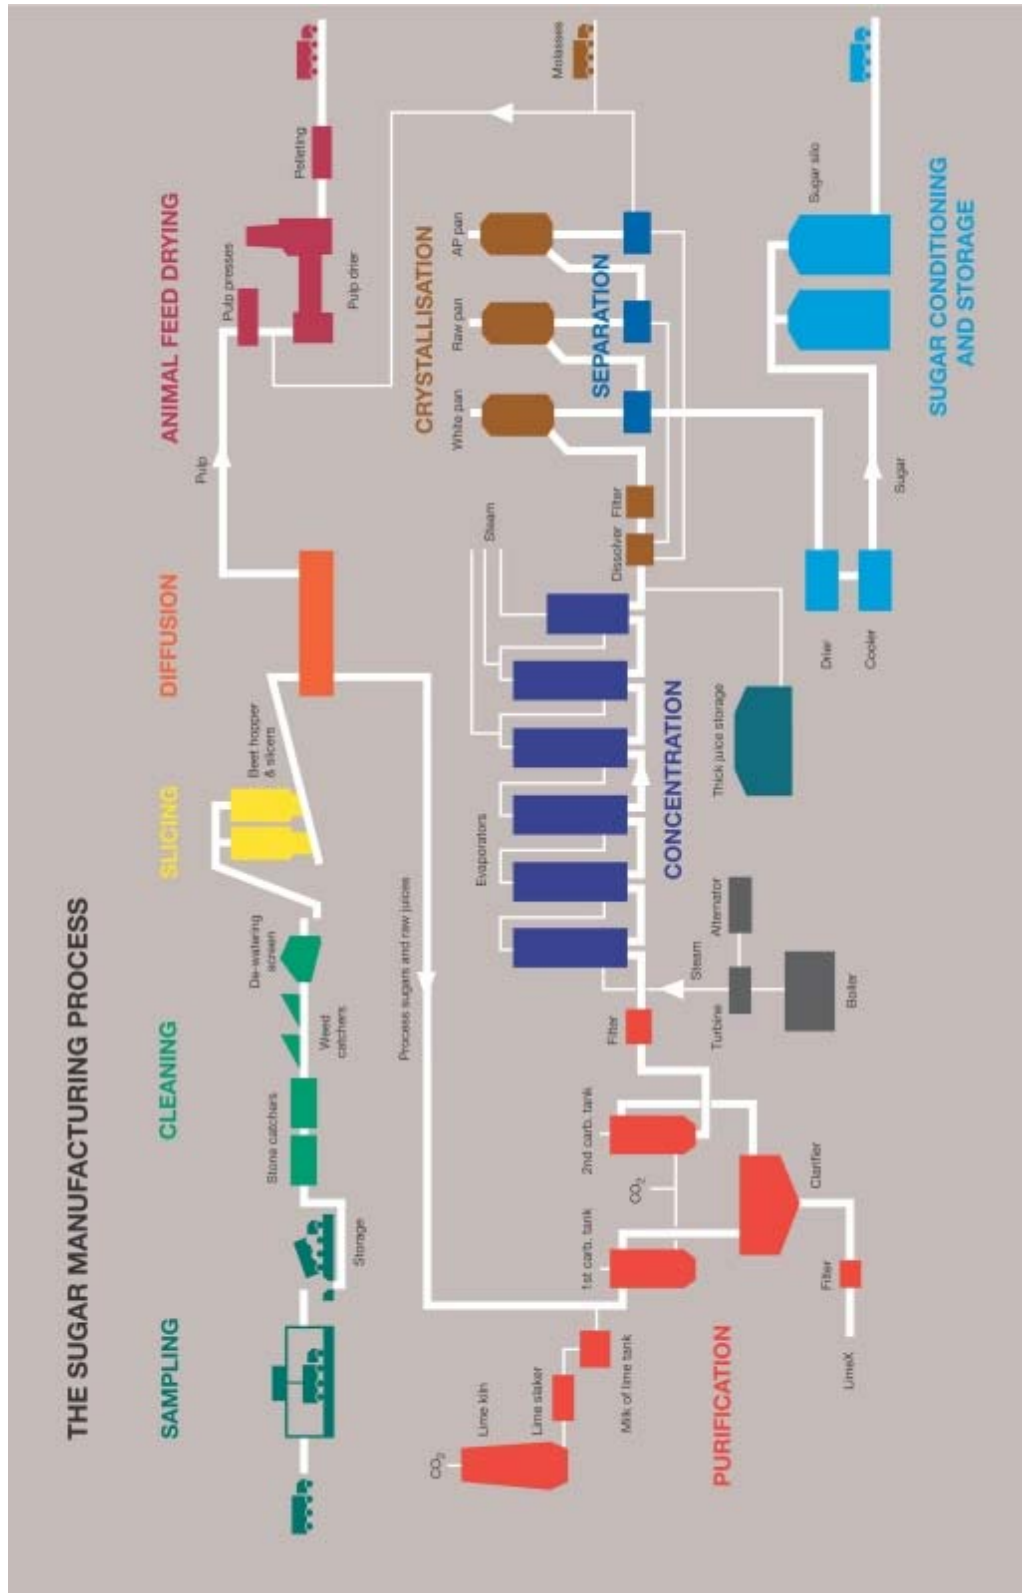 THE SUGAR MANUFACTURING PROCESS
SAMPLING
CLEANING
SLICING
DIFFUSION
ANIMAL FEED DRYING
Storage
Stone catchers
Weed
catchers
De-watering
screen
Beet hopper
& slicers
Pulp
Pulp presses
Pulp drier
Pelleting
Process sugars and raw juices
CO2
Lime kiln
Lime slaker
Milk of lime tank
1st carb. tank
CO2
2nd carb. tank
Filter
Clarifier
Filter
LimeX
PURIFICATION
Evaporators
Steam
Steam
Turbine
Alternator
Boiler
CONCENTRATION
Thick juice storage
Dissolver
Filter
CRYSTALLISATION
White pan
Raw pan
AP pan
SEPARATION
Molasses
Drier
Cooler
Sugar
Sugar silo
SUGAR CONDITIONING
AND STORAGE